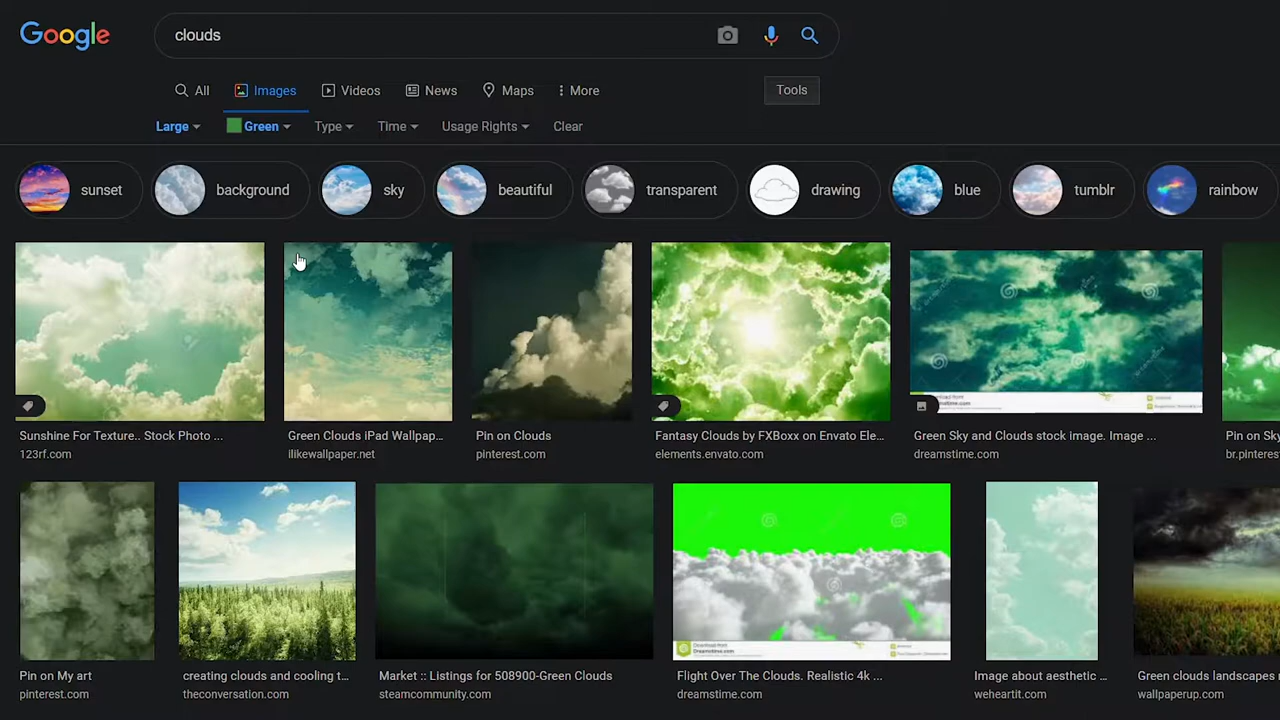 Google
clouds
All
Images
Videos
News
Maps
More
Tools
Large
Green
Type
Time
Usage Rights
Clear
sunset
background
sky
beautiful
transparent
drawing
blue
tumblr
rainbow
Sunshine For Texture.. Stock Photo ...
123rf.com
Green Clouds iPad Wallpap...
ilikewallpaper.net
Pin on Clouds
pinterest.com
Fantasy Clouds by FXBoxx on Envato Ele...
elements.envato.com
Green Sky and Clouds stock image. Image ...
dreamstime.com
Pin on Sky
br.pinteres
Pin on My art
pinterest.com
creating clouds and cooling t...
theconversation.com
Market :: Listings for 508900-Green Clouds
steamcommunity.com
Flight Over The Clouds. Realistic 4k ...
dreamstime.com
Image about aesthetic ...
weheartit.com
Green clouds landscapes
wallpaperup.com